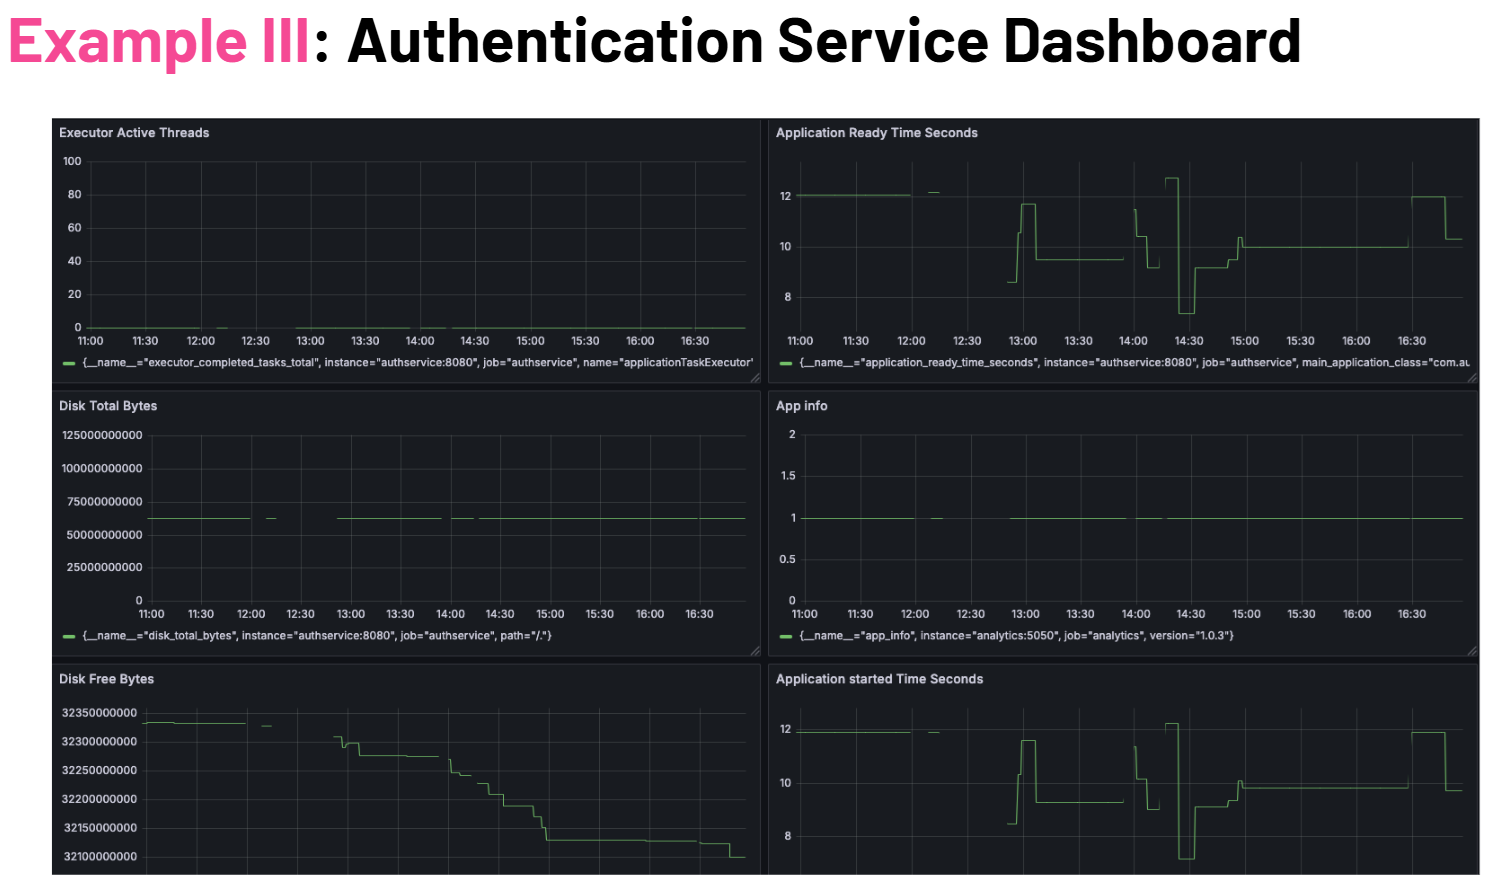 Example III: Authentication Service Dashboard
Executor Active Threads
100
80
60
40
20
0
11:00 11:30 12:00 12:30 13:00 13:30 14:00 14:30 15:00 15:30 16:00 16:30
{__name__="executor_completed_tasks_total", instance="authservice:8080", job="authservice", name="applicationTaskExecutor"
Application Ready Time Seconds
12
10
8
11:00 11:30 12:00 12:30 13:00 13:30 14:00 14:30 15:00 15:30 16:00 16:30
{__name__="application_ready_time_seconds", instance="authservice:8080", job="authservice", main_application_class="com.au
Disk Total Bytes
125000000000
100000000000
75000000000
50000000000
25000000000
0
11:00 11:30 12:00 12:30 13:00 13:30 14:00 14:30 15:00 15:30 16:00 16:30
{__name__="disk_total_bytes", instance="authservice:8080", job="authservice", path="/."}
App info
2
1.5
1
0.5
0
11:00 11:30 12:00 12:30 13:00 13:30 14:00 14:30 15:00 15:30 16:00 16:30
{__name__="app_info", instance="analytics:5050", job="analytics", version="1.0.3"}
Disk Free Bytes
32350000000
32300000000
32250000000
32200000000
32150000000
32100000000
Application started Time Seconds
12
10
8